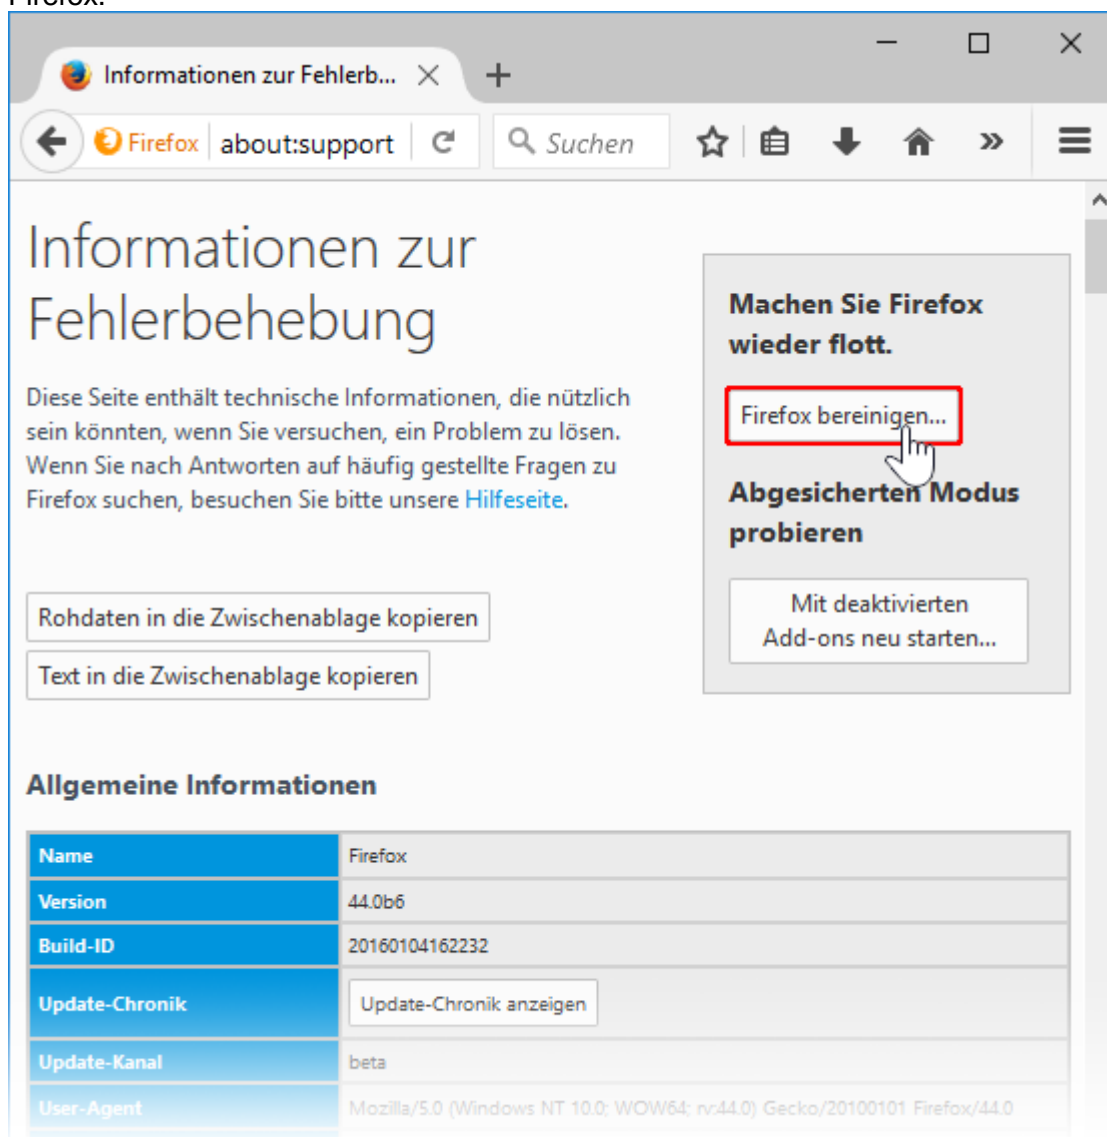 Firefox.
Informationen zur Fehlerb...
Firefox about:support Suchen
Informationen zur
Fehlerbehebung
Diese Seite enthält technische Informationen, die nützlich
sein könnten, wenn Sie versuchen, ein Problem zu lösen.
Wenn Sie nach Antworten auf häufig gestellte Fragen zu
Firefox suchen, besuchen Sie bitte unsere Hilfeseite.
Rohdaten in die Zwischenablage kopieren
Text in die Zwischenablage kopieren
Machen Sie Firefox
wieder flott.
Firefox bereinigen...
Abgesicherten Modus
probieren
Mit deaktivierten
Add-ons neu starten...
Allgemeine Informationen
Name Firefox
Version 44.0b6
Build-ID 20160104162232
Update-Chronik Update-Chronik anzeigen
Update-Kanal beta
User-Agent Mozilla/5.0 (Windows NT 10.0; WOW64; rv:44.0) Gecko/20100101 Firefox/44.0